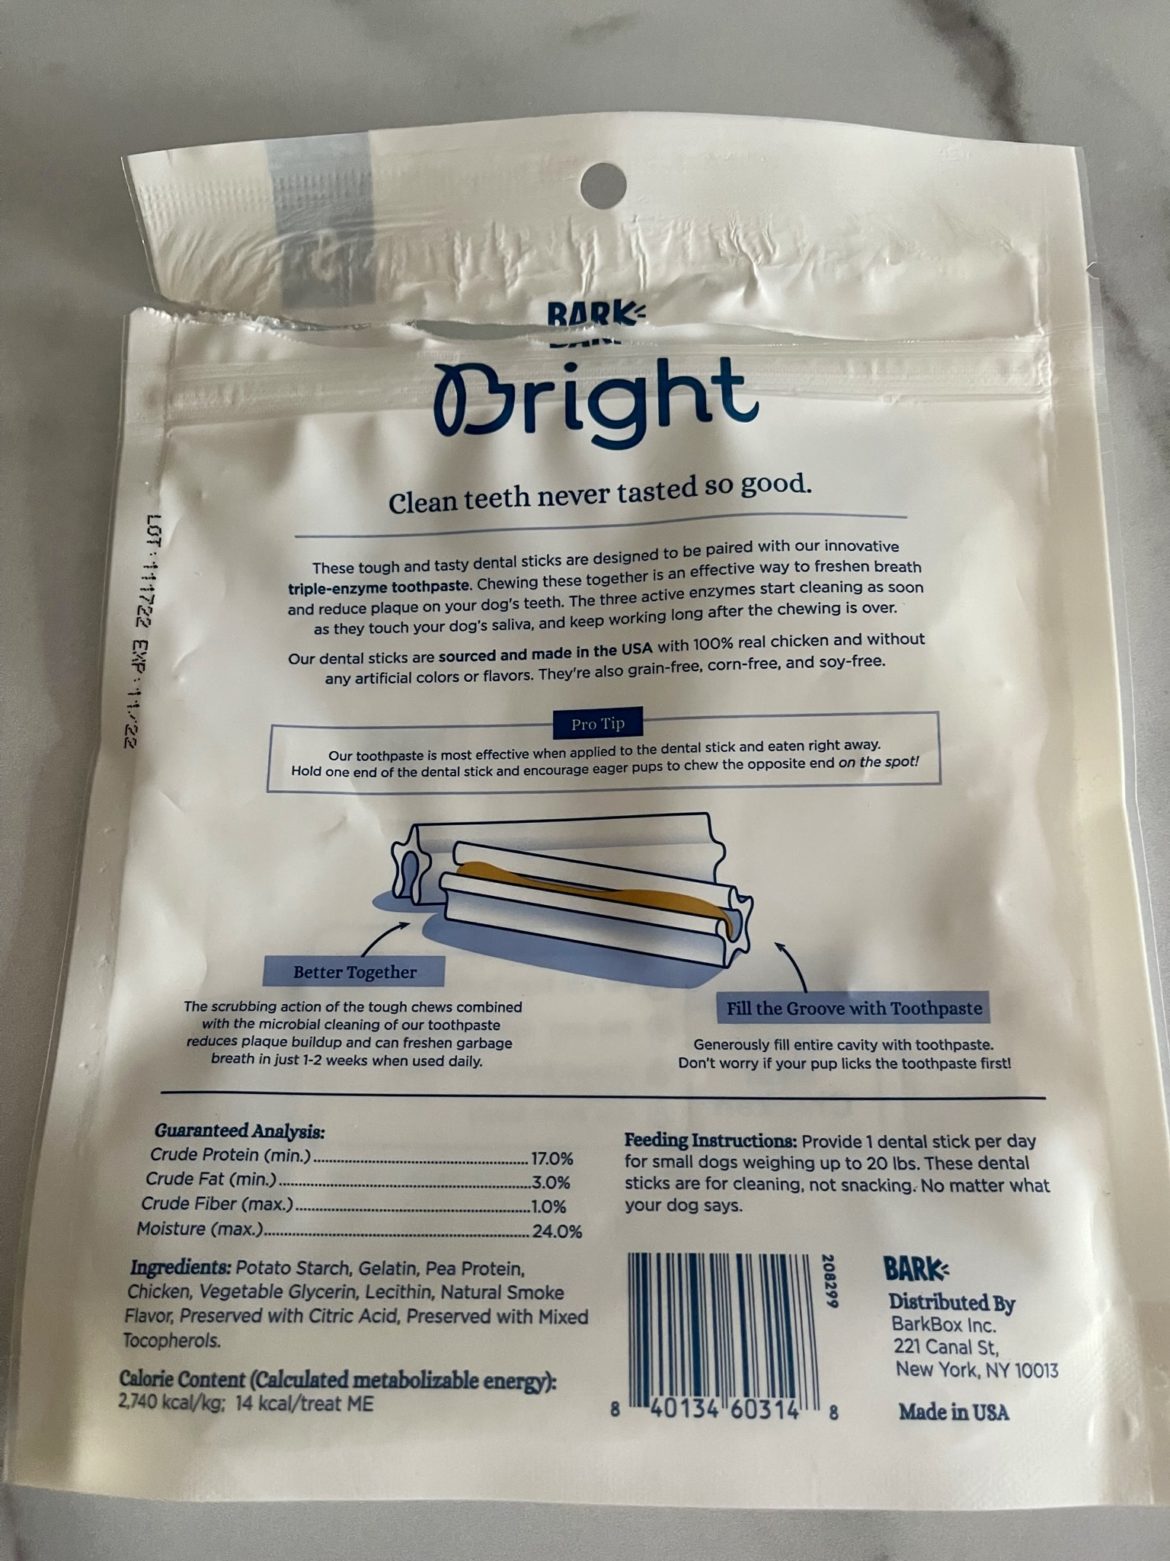 BARK
Bright
Clean teeth never tasted so good.
These tough and tasty dental sticks are designed to be paired with our innovative
triple-enzyme toothpaste. Chewing these together is an effective way to freshen breath
and reduce plaque on your dog's teeth. The three active enzymes start cleaning as soon
as they touch your dog's saliva, and keep working long after the chewing is over.
Our dental sticks are sourced and made in the USA with 100% real chicken and without
any artificial colors or flavors. They're also grain-free, corn-free, and soy-free.
LOT:111722 EXP:11/22
Pro Tip
Our toothpaste is most effective when applied to the dental stick and eaten right away.
Hold one end of the dental stick and encourage eager pups to chew the opposite end on the spot!
Better Together
The scrubbing action of the tough chews combined
with the microbial cleaning of our toothpaste
reduces plaque buildup and can freshen garbage
breath in just 1-2 weeks when used daily.
Fill the Groove with Toothpaste
Generously fill entire cavity with toothpaste.
Don't worry if your pup licks the toothpaste first!
Guaranteed Analysis:
Crude Protein (min.)........................................ 17.0%
Crude Fat (min.)................................................3.0%
Crude Fiber (max.).............................................1.0%
Moisture (max.)................................................. 24.0%
Ingredients: Potato Starch, Gelatin, Pea Protein,
Chicken, Vegetable Glycerin, Lecithin, Natural Smoke
Flavor, Preserved with Citric Acid, Preserved with Mixed
Tocopherols.
Calorie Content (Calculated metabolizable energy):
2,740 kcal/kg; 14 kcal/treat ME
Feeding Instructions: Provide 1 dental stick per day
for small dogs weighing up to 20 lbs. These dental
sticks are for cleaning, not snacking. No matter what
your dog says.
208299
8 40134 60314 8
BARK
Distributed By
BarkBox Inc.
221 Canal St,
New York, NY 10013
Made in USA